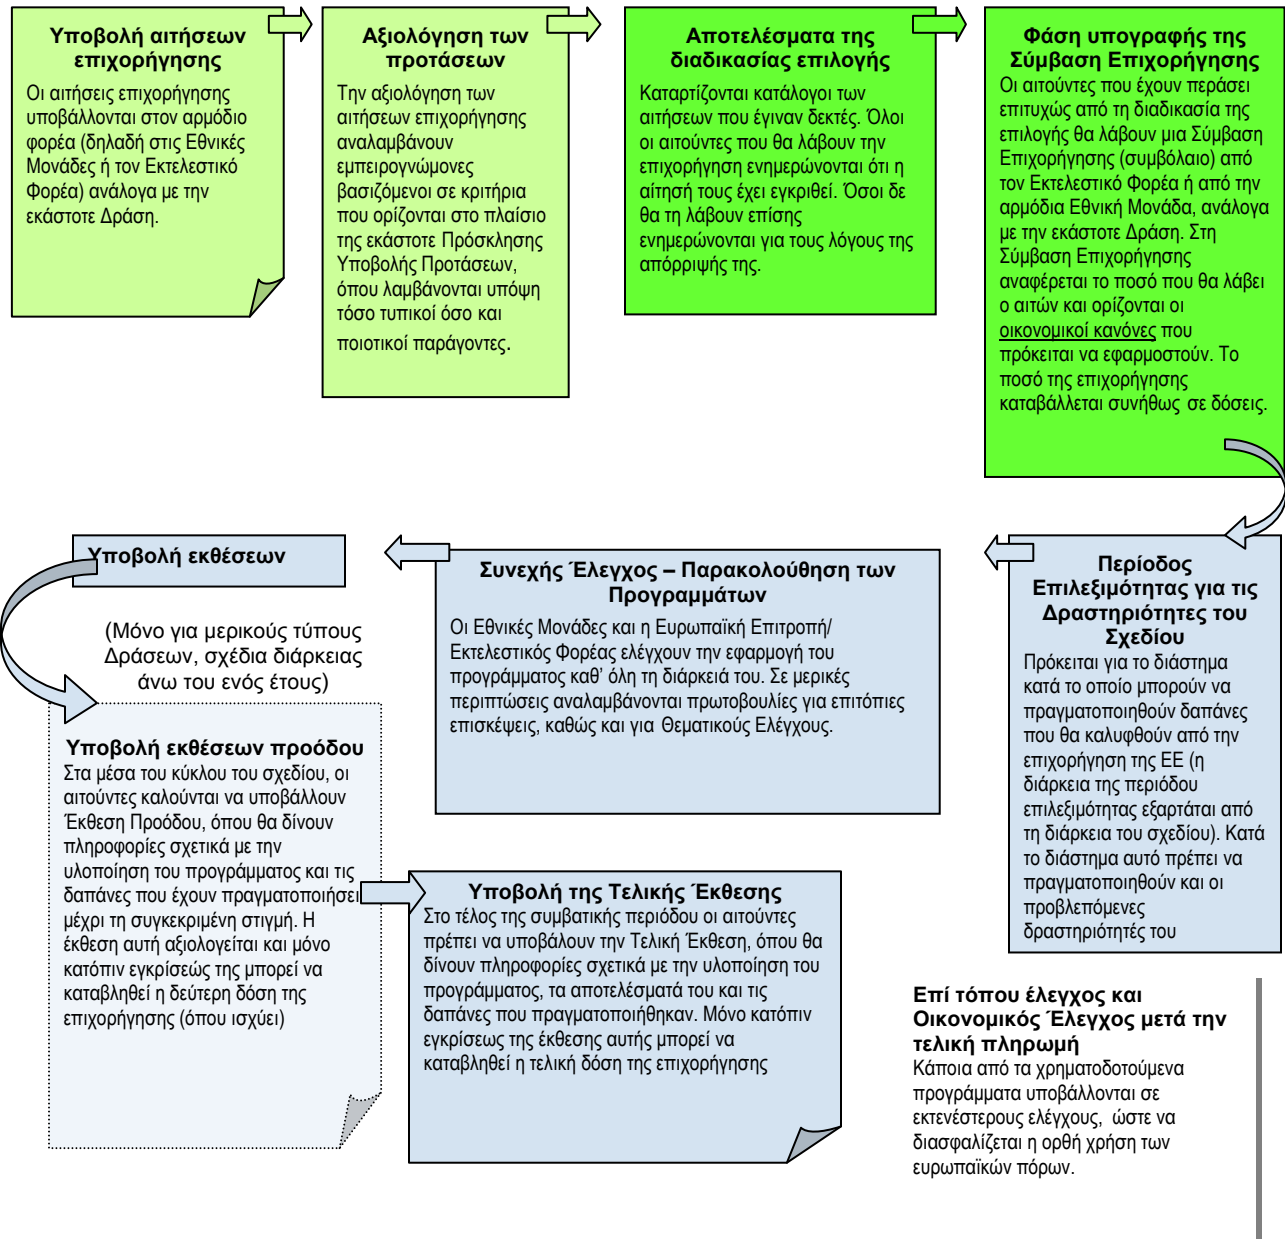 Υποβολή αιτήσεων
επιχορήγησης
Οι αιτήσεις επιχορήγησης
υποβάλλονται στον αρμόδιο
φορέα (δηλαδή στις Εθνικές
Μονάδες ή τον Εκτελεστικό
Φορέα) ανάλογα με την
εκάστοτε Δράση.
Αξιολόγηση των
προτάσεων
Την αξιολόγηση των
αιτήσεων επιχορήγησης
αναλαμβάνουν
εμπειρογνώμονες
βασιζόμενοι σε κριτήρια
που ορίζονται στο πλαίσιο
της εκάστοτε Πρόσκλησης
Υποβολής Προτάσεων,
όπου λαμβάνονται υπόψη
τόσο τυπικοί όσο και
ποιοτικοί παράγοντες.
Αποτελέσματα της
διαδικασίας επιλογής
Καταρτίζονται κατάλογοι των
αιτήσεων που έγιναν δεκτές. Όλοι
οι αιτούντες που θα λάβουν την
επιχορήγηση ενημερώνονται ότι η
αίτησή τους έχει εγκριθεί. Όσοι δε
θα τη λάβουν επίσης
ενημερώνονται για τους λόγους της
απόρριψής της.
Φάση υπογραφής της
Σύμβαση Επιχορήγησης
Οι αιτούντες που έχουν περάσει
επιτυχώς από τη διαδικασία της
επιλογής θα λάβουν μια Σύμβαση
Επιχορήγησης (συμβόλαιο) από
τον Εκτελεστικό Φορέα ή από την
αρμόδια Εθνική Μονάδα, ανάλογα
με την εκάστοτε Δράση. Στη
Σύμβαση Επιχορήγησης
αναφέρεται το ποσό που θα λάβει
ο αιτών και ορίζονται οι
οικονομικοί κανόνες που
πρόκειται να εφαρμοστούν. Το
ποσό της επιχορήγησης
καταβάλλεται συνήθως σε δόσεις.
Περίοδος
Επιλεξιμότητας για τις
Δραστηριότητες του
Σχεδίου
Πρόκειται για το διάστημα
κατά το οποίο μπορούν να
πραγματοποιηθούν δαπάνες
που θα καλυφθούν από την
επιχορήγηση της ΕΕ (η
διάρκεια της περιόδου
επιλεξιμότητας εξαρτάται από
τη διάρκεια του σχεδίου). Κατά
το διάστημα αυτό πρέπει να
πραγματοποιηθούν και οι
προβλεπόμενες
δραστηριότητές του
Συνεχής Έλεγχος – Παρακολούθηση των
Προγραμμάτων
Οι Εθνικές Μονάδες και η Ευρωπαϊκή Επιτροπή/
Εκτελεστικός Φορέας ελέγχουν την εφαρμογή του
προγράμματος καθ’ όλη τη διάρκειά του. Σε μερικές
περιπτώσεις αναλαμβάνονται πρωτοβουλίες για επιτόπιες
επισκέψεις, καθώς και για Θεματικούς Ελέγχους.
Υποβολή εκθέσεων
(Μόνο για μερικούς τύπους
Δράσεων, σχέδια διάρκειας
άνω του ενός έτους)
Υποβολή εκθέσεων προόδου
Στα μέσα του κύκλου του σχεδίου, οι
αιτούντες καλούνται να υποβάλλουν
Έκθεση Προόδου, όπου θα δίνουν
πληροφορίες σχετικά με την
υλοποίηση του προγράμματος και τις
δαπάνες που έχουν πραγματοποιήσει
μέχρι τη συγκεκριμένη στιγμή. Η
έκθεση αυτή αξιολογείται και μόνο
κατόπιν εγκρίσεώς της μπορεί να
καταβληθεί η δεύτερη δόση της
επιχορήγησης (όπου ισχύει)
Υποβολή της Τελικής Έκθεσης
Στο τέλος της συμβατικής περιόδου οι αιτούντες
πρέπει να υποβάλουν την Τελική Έκθεση, όπου θα
δίνουν πληροφορίες σχετικά με την υλοποίηση του
προγράμματος, τα αποτελέσματά του και τις
δαπάνες που πραγματοποιήθηκαν. Μόνο κατόπιν
εγκρίσεως της έκθεσης αυτής μπορεί να
καταβληθεί η τελική δόση της επιχορήγησης
Επί τόπου έλεγχος και
Οικονομικός Έλεγχος μετά την
τελική πληρωμή
Κάποια από τα χρηματοδοτούμενα
προγράμματα υποβάλλονται σε
εκτενέστερους ελέγχους, ώστε να
διασφαλίζεται η ορθή χρήση των
ευρωπαϊκών πόρων.